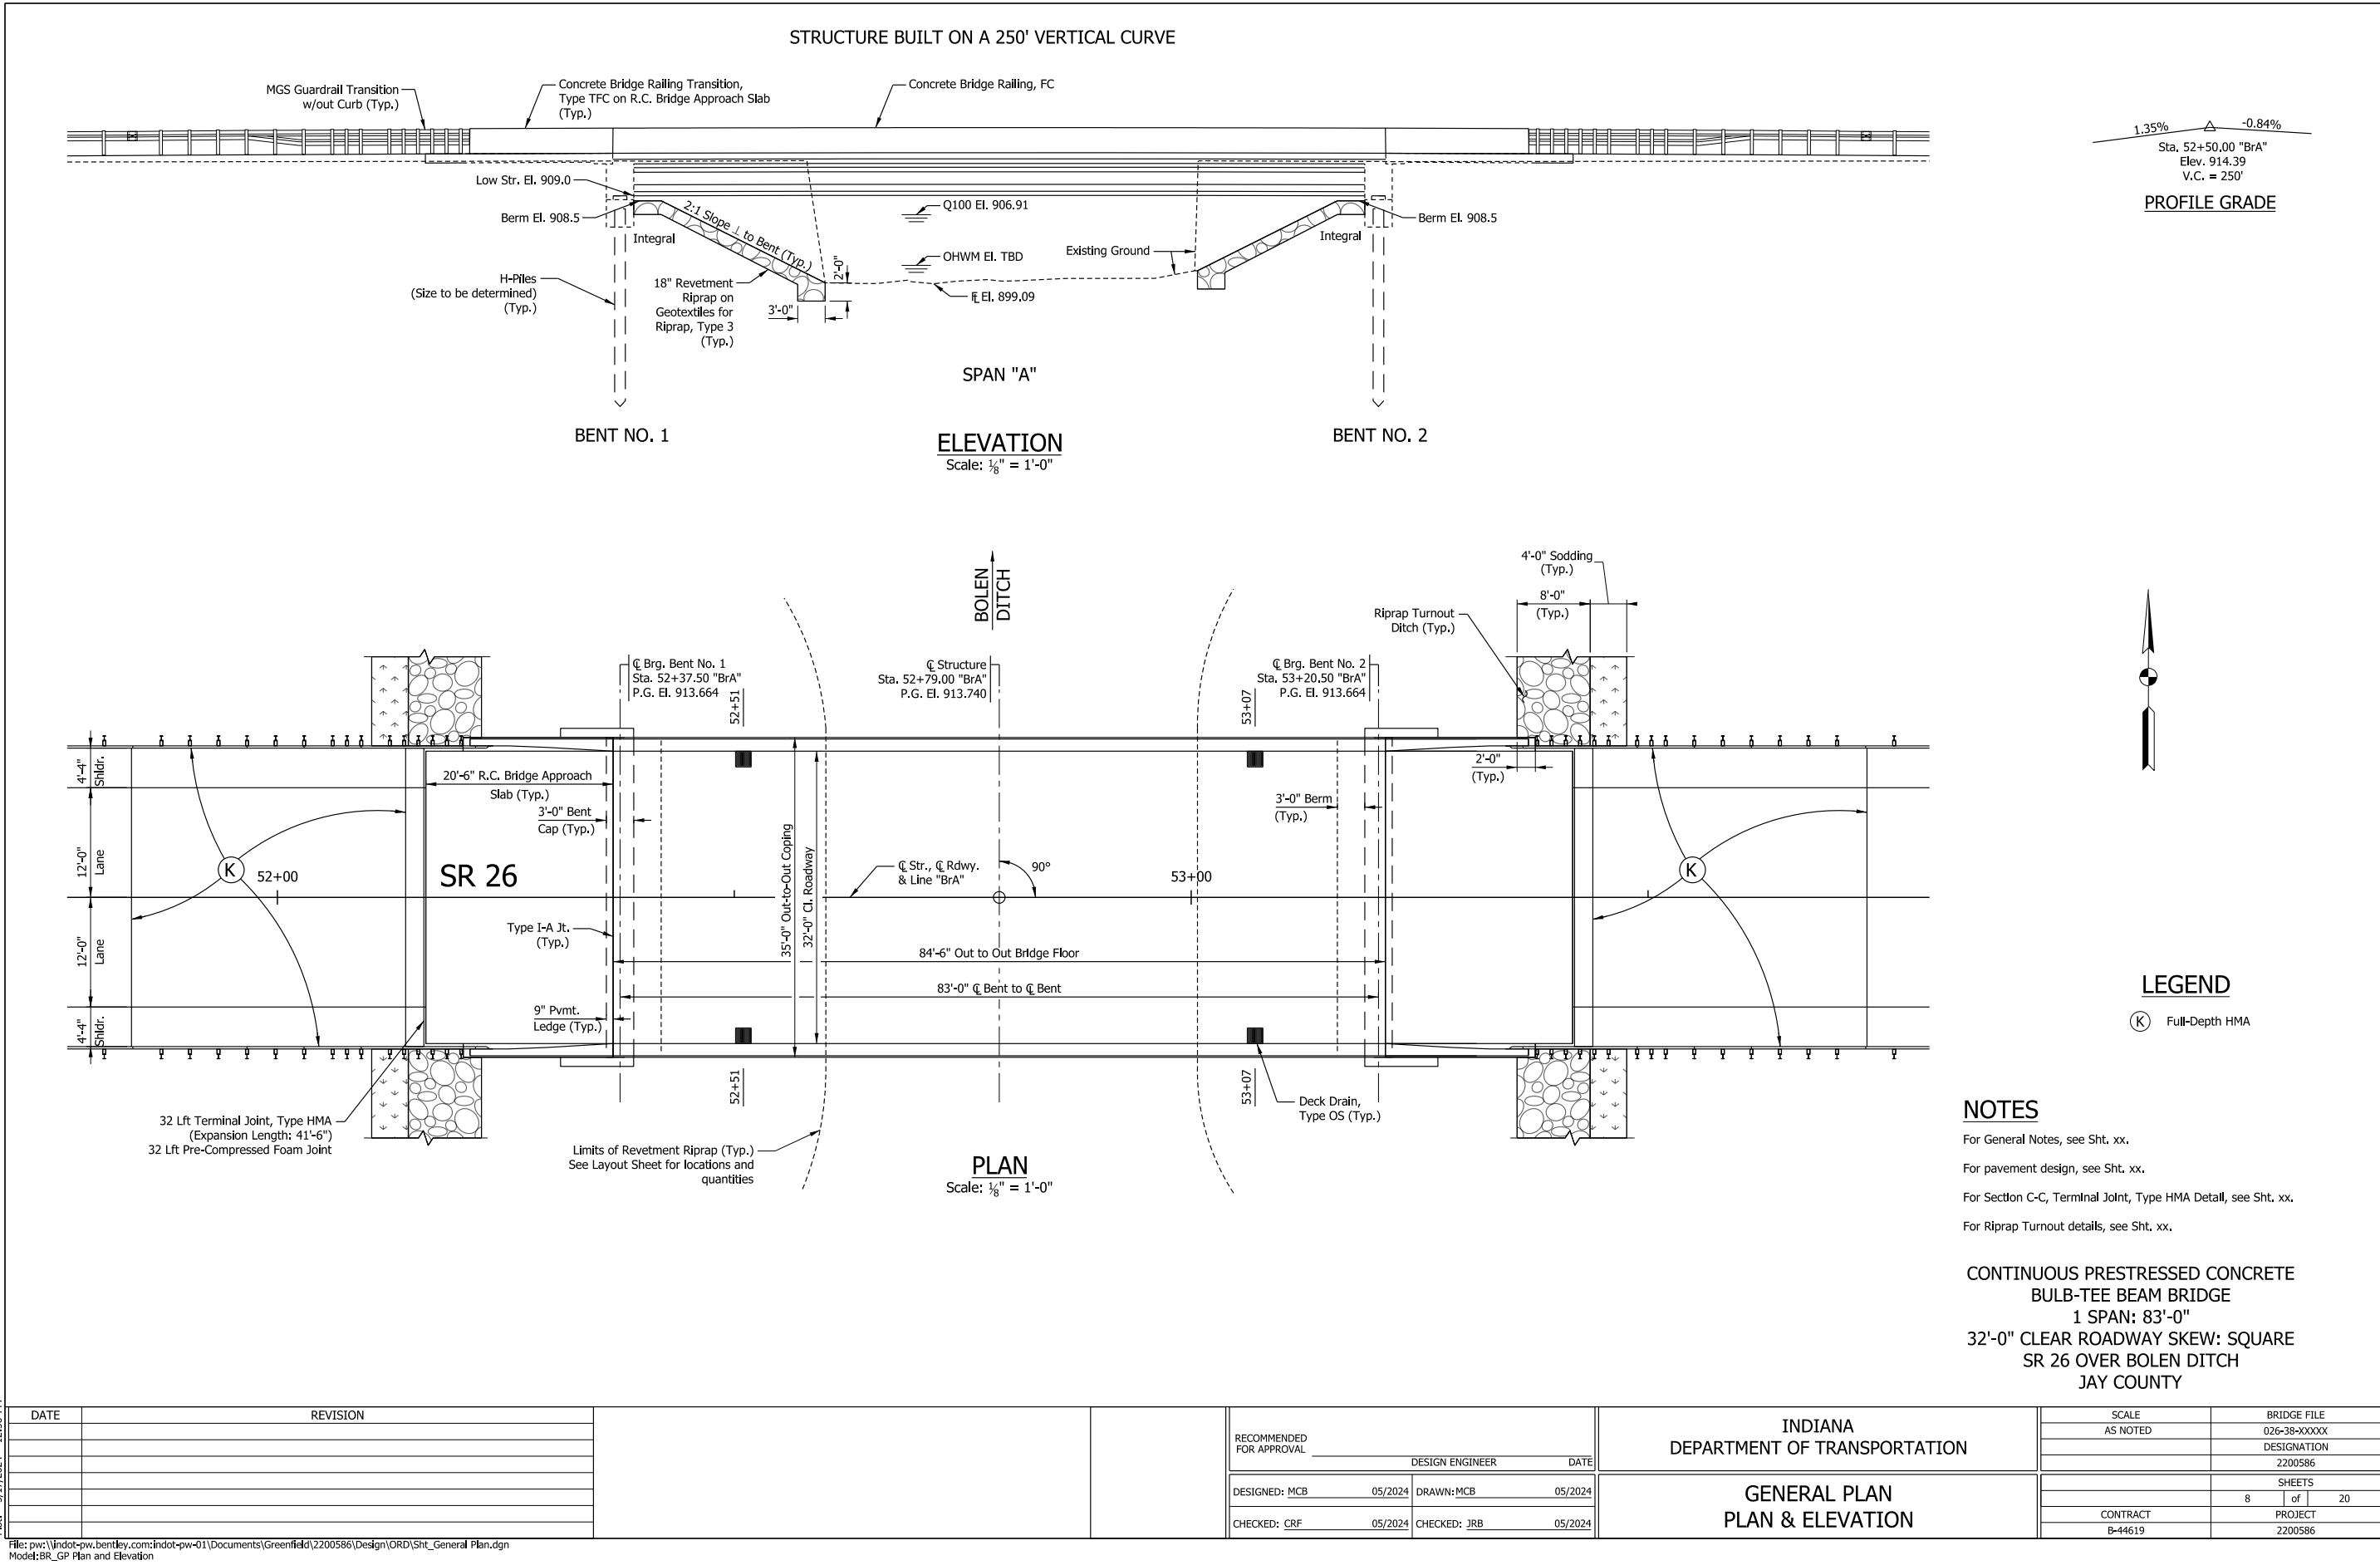 STRUCTURE BUILT ON A 250' VERTICAL CURVE
MGS Guardrail Transition
w/out Curb (Typ.)
Concrete Bridge Railing Transition,
Type TFC on R.C. Bridge Approach Slab
(Typ.)
Concrete Bridge Railing, FC
1.35%
-0.84%
Sta. 52+50.00 "BrA"
Elev. 914.39
V.C. = 250'
PROFILE GRADE
Low Str. El. 909.0
Berm El. 908.5
Integral
2:1 Slope ⊥ to Bent (Typ.)
Q100 El. 906.91
OHWM El. TBD
℄ El. 899.09
Existing Ground
Integral
Berm El. 908.5
H-Piles
(Size to be determined)
(Typ.)
18" Revetment
Riprap on
Geotextiles for
Riprap, Type 3
(Typ.)
3'-0"
2'-0"
SPAN "A"
BENT NO. 1
BENT NO. 2
ELEVATION
Scale: ⅛" = 1'-0"
BOLEN
DITCH
4'-0" Sodding
(Typ.)
8'-0"
(Typ.)
Riprap Turnout
Ditch (Typ.)
℄ Brg. Bent No. 1
Sta. 52+37.50 "BrA"
P.G. El. 913.664
52+51
℄ Structure
Sta. 52+79.00 "BrA"
P.G. El. 913.740
53+07
℄ Brg. Bent No. 2
Sta. 53+20.50 "BrA"
P.G. El. 913.664
4'-4"
Shldr.
12'-0"
Lane
12'-0"
Lane
4'-4"
Shldr.
20'-6" R.C. Bridge Approach
Slab (Typ.)
3'-0" Bent
Cap (Typ.)
3'-0" Berm
(Typ.)
2'-0"
(Typ.)
K
52+00
SR 26
35'-0" Out-to-Out Coping
32'-0" Cl. Roadway
℄ Str., ℄ Rdwy.
& Line "BrA"
90°
53+00
K
Type I-A Jt.
(Typ.)
84'-6" Out to Out Bridge Floor
83'-0" ℄ Bent to ℄ Bent
9" Pvmt.
Ledge (Typ.)
52+51
53+07
Deck Drain,
Type OS (Typ.)
32 Lft Terminal Joint, Type HMA
(Expansion Length: 41'-6")
32 Lft Pre-Compressed Foam Joint
Limits of Revetment Riprap (Typ.)
See Layout Sheet for locations and
quantities
PLAN
Scale: ⅛" = 1'-0"
LEGEND
K Full-Depth HMA
NOTES
For General Notes, see Sht. xx.
For pavement design, see Sht. xx.
For Section C-C, Terminal Joint, Type HMA Detail, see Sht. xx.
For Riprap Turnout details, see Sht. xx.
CONTINUOUS PRESTRESSED CONCRETE
BULB-TEE BEAM BRIDGE
1 SPAN: 83'-0"
32'-0" CLEAR ROADWAY SKEW: SQUARE
SR 26 OVER BOLEN DITCH
JAY COUNTY
DATE REVISION
RECOMMENDED
FOR APPROVAL
DESIGN ENGINEER DATE
DESIGNED: MCB 05/2024 DRAWN: MCB 05/2024
CHECKED: CRF 05/2024 CHECKED: JRB 05/2024
INDIANA
DEPARTMENT OF TRANSPORTATION
GENERAL PLAN
PLAN & ELEVATION
SCALE BRIDGE FILE
AS NOTED 026-38-XXXXX
DESIGNATION
2200586
SHEETS
8 of 20
CONTRACT PROJECT
B-44619 2200586
File: pw:\\indot-pw.bentley.com:indot-pw-01\Documents\Greenfield\2200586\Design\ORD\Sht_General Plan.dgn
Model:BR_GP Plan and Elevation